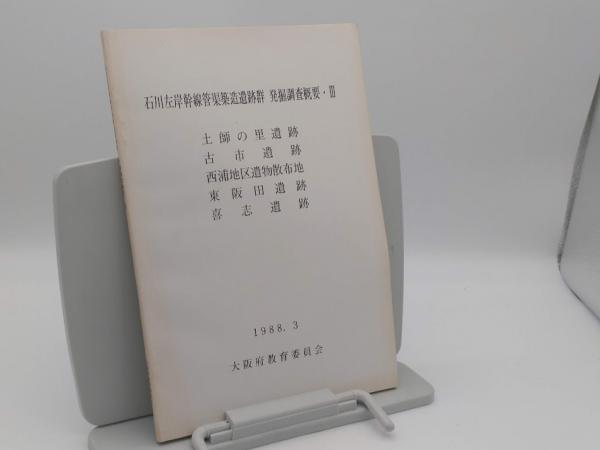 石川左岸幹線管渠築造遺跡群 発掘調査概要・Ⅲ
土師の里遺跡
古市遺跡
西浦地区遺物散布地
東阪田遺跡
喜志遺跡
1988.3
大阪府教育委員会